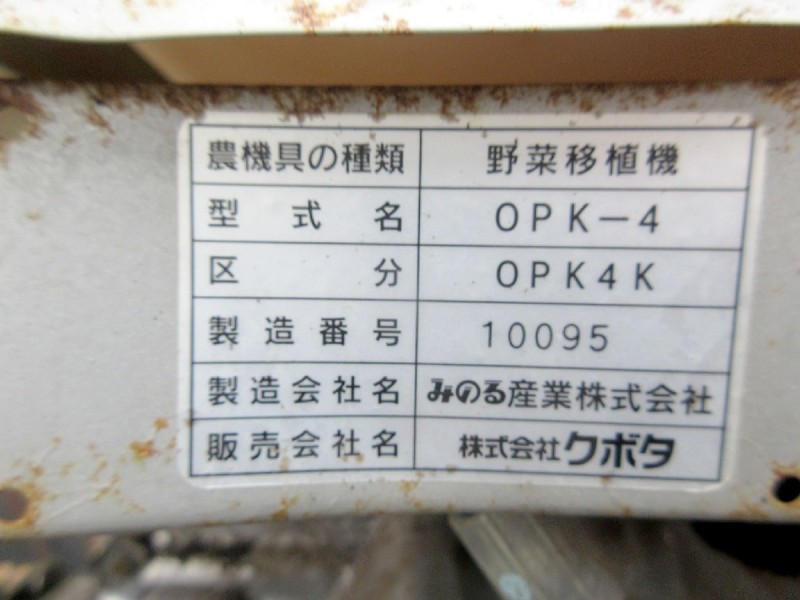 農機具の種類 野菜移植機
型式名 OPK-4
区分 OPK4K
製造番号 10095
製造会社名 みのる産業株式会社
販売会社名 株式会社クボタ